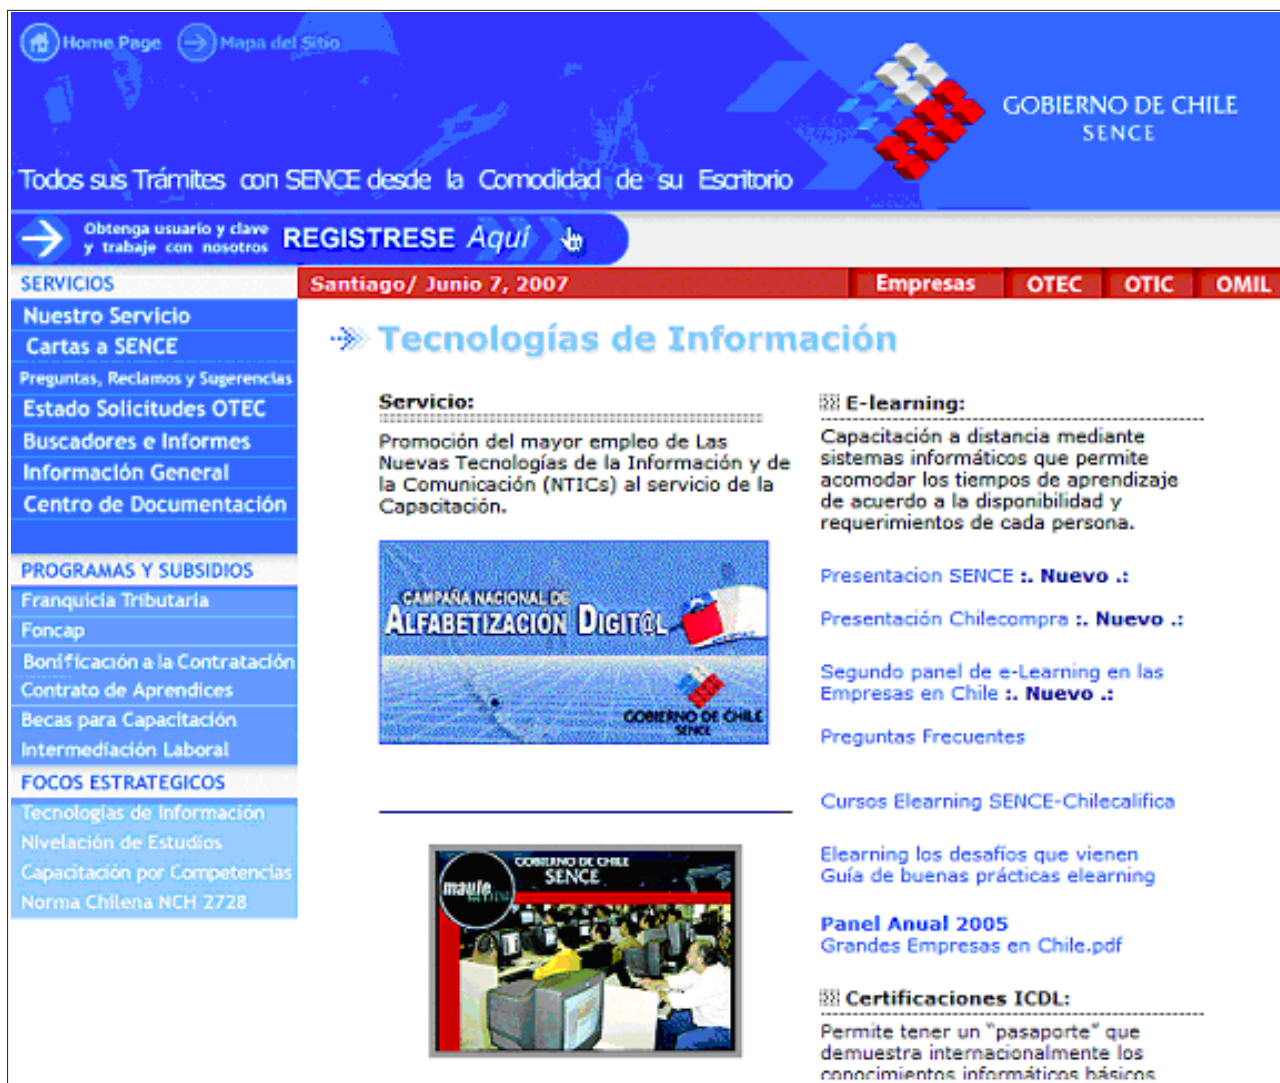 Home Page
Mapa del Sitio
GOBIERNO DE CHILE
SENCE
Todos sus Trámites con SENCE desde la Comodidad de su Escritorio
Obtenga usuario y clave
y trabaje con nosotros
REGISTRESE Aquí
SERVICIOS
Nuestro Servicio
Cartas a SENCE
Preguntas, Reclamos y Sugerencias
Estado Solicitudes OTEC
Buscadores e Informes
Información General
Centro de Documentación
PROGRAMAS Y SUBSIDIOS
Franquicia Tributaria
Foncap
Bonificación a la Contratación
Contrato de Aprendices
Becas para Capacitación
Intermediación Laboral
FOCOS ESTRATEGICOS
Tecnologías de Información
Nivelación de Estudios
Capacitación por Competencias
Norma Chilena NCH 2728
Santiago/ Junio 7, 2007
Empresas
OTEC
OTIC
OMIL
Tecnologías de Información
Servicio:
Promoción del mayor empleo de Las
Nuevas Tecnologías de la Información y de
la Comunicación (NTICs) al servicio de la
Capacitación.
CAMPAÑA NACIONAL DE
ALFABETIZACIÓN DIGIT@L
GOBIERNO DE CHILE
SENCE
GOBIERNO DE CHILE
SENCE
maule
E-learning:
Capacitación a distancia mediante
sistemas informáticos que permite
acomodar los tiempos de aprendizaje
de acuerdo a la disponibilidad y
requerimientos de cada persona.
Presentacion SENCE :. Nuevo .:
Presentación Chilecompra :. Nuevo .:
Segundo panel de e-Learning en las
Empresas en Chile :. Nuevo .:
Preguntas Frecuentes
Cursos Elearning SENCE-Chilecalifica
Elearning los desafíos que vienen
Guía de buenas prácticas elearning
Panel Anual 2005
Grandes Empresas en Chile.pdf
Certificaciones ICDL:
Permite tener un "pasaporte" que
demuestra internacionalmente los
conocimientos informáticos básicos